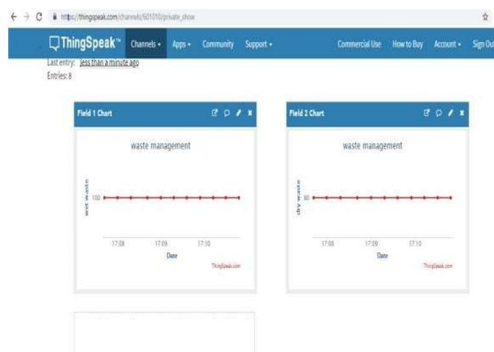 https://thingspeak.com/channels/601010/private_show
ThingSpeak™ Channels Apps Community Support Commercial Use How to Buy Account Sign Out
Last entry: less than a minute ago
Entries: 8
Field 1 Chart
waste management
wet waste
100
17:08 17:09 17:10
Date
ThingSpeak.com
Field 2 Chart
waste management
dry waste
80
17:08 17:09 17:10
Date
ThingSpeak.com